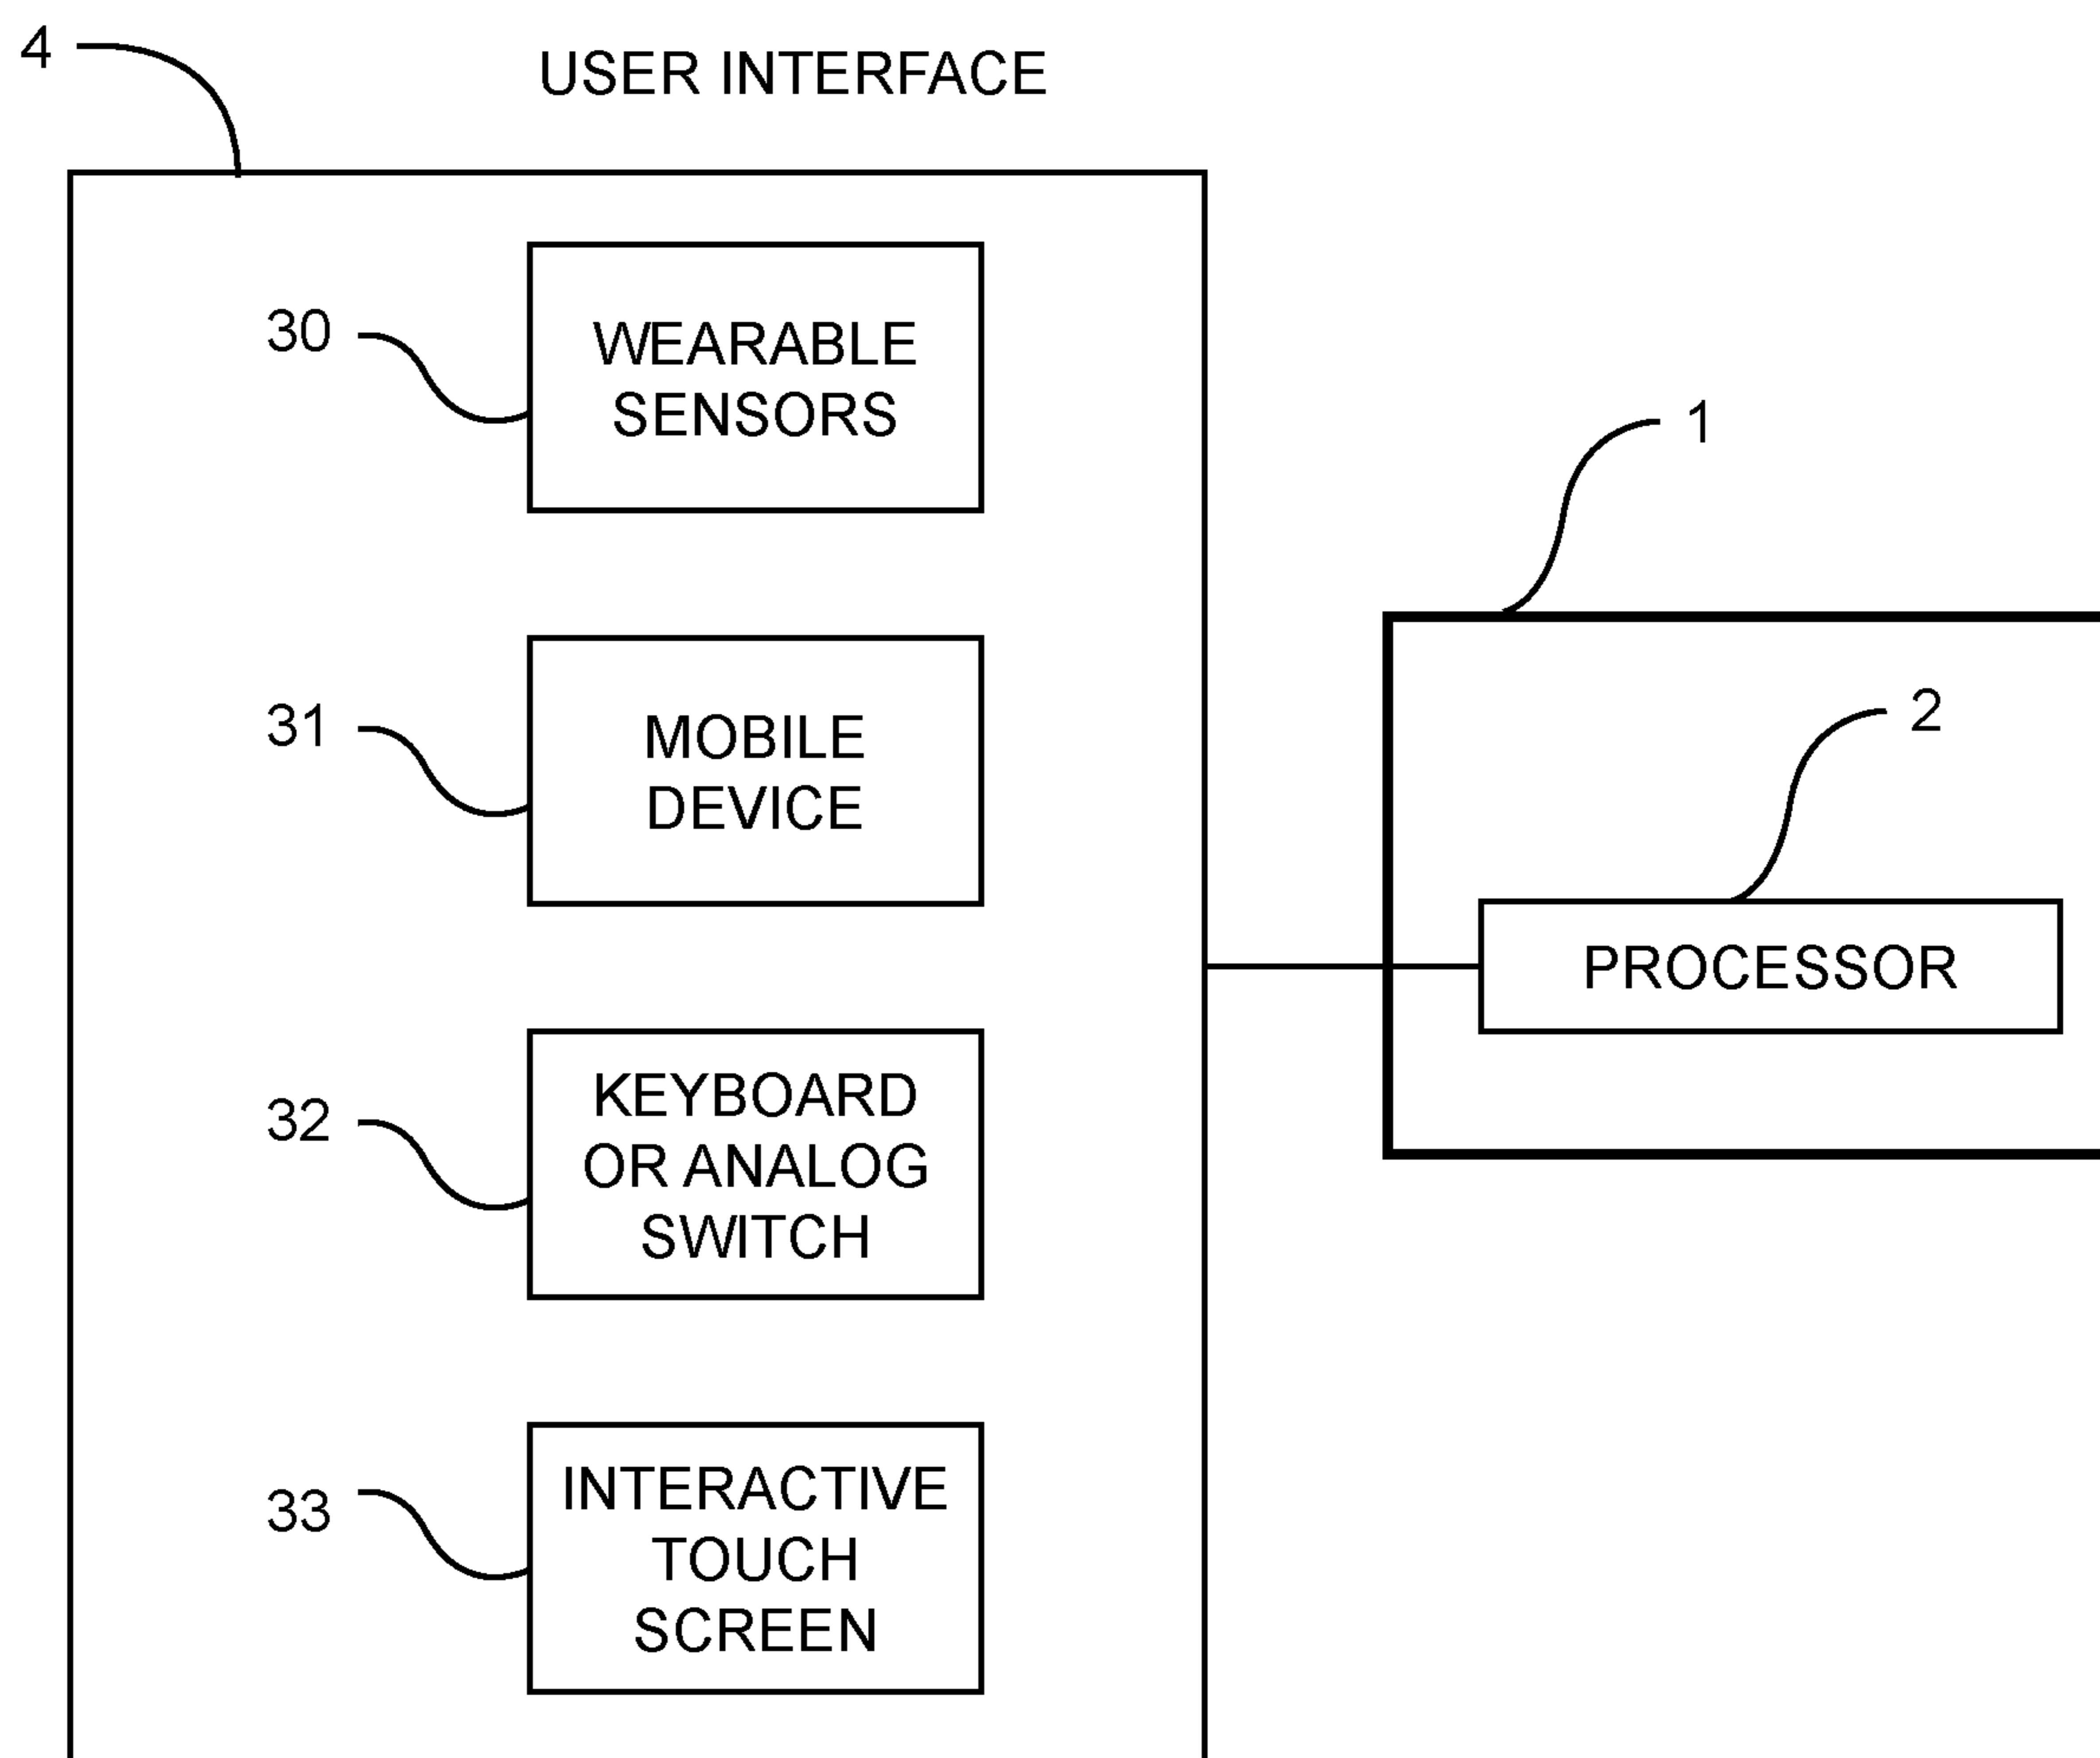 4
USER INTERFACE
30
WEARABLE
SENSORS
1
31
MOBILE
DEVICE
2
PROCESSOR
32
KEYBOARD
OR ANALOG
SWITCH
33
INTERACTIVE
TOUCH
SCREEN